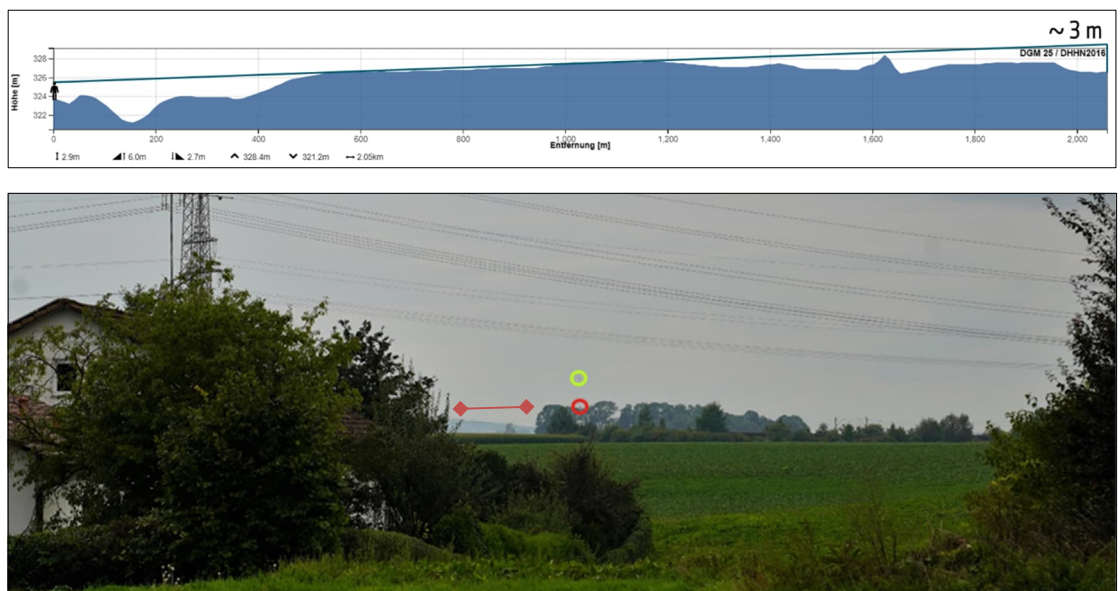 ~ 3 m
DGM 25 / DHHN2016
Höhe [m]
328
326
324
322
0 200 400 600 800 1,000 1,200 1,400 1,600 1,800 2,000
Entfernung [m]
2.9m 6.0m 2.7m 328.4m 321.2m 2.05km